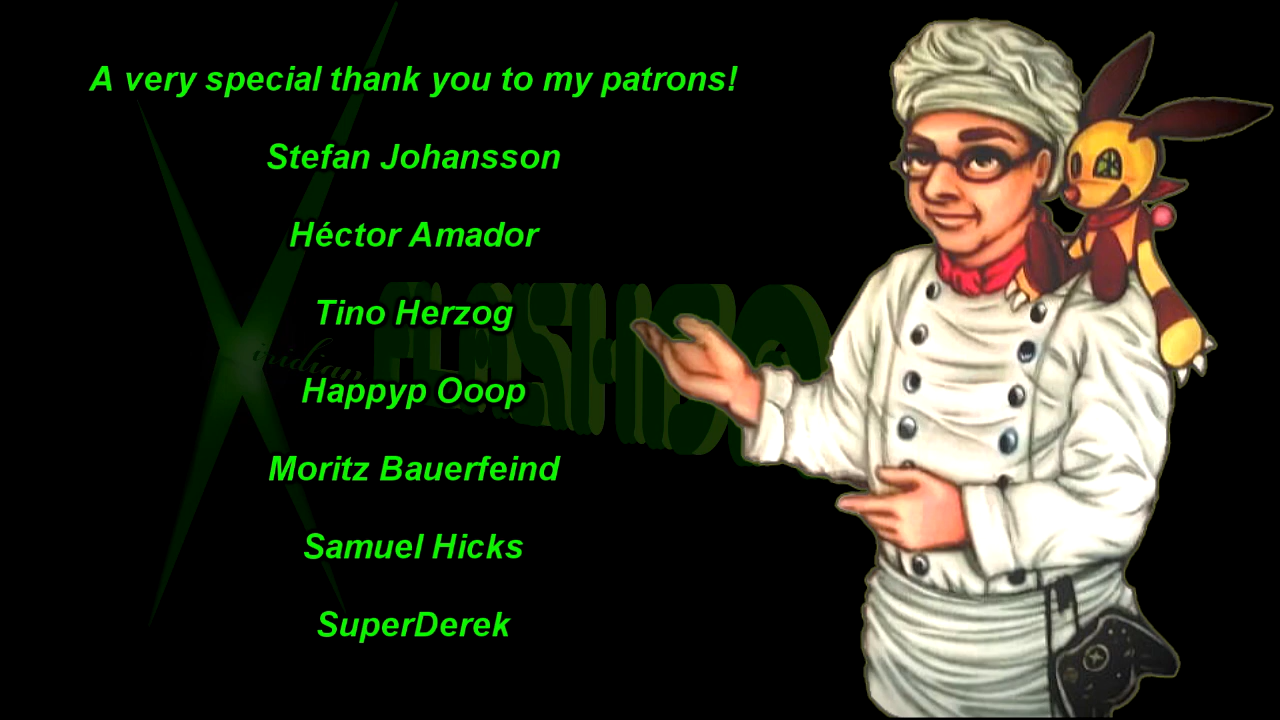 A very special thank you to my patrons!
Stefan Johansson
Héctor Amador
Tino Herzog
Happyp Ooop
Moritz Bauerfeind
Samuel Hicks
SuperDerek